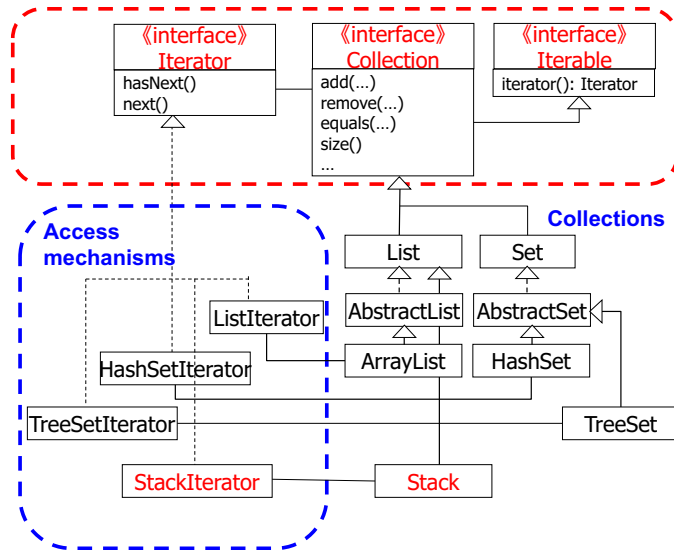 《interface》
Iterator
hasNext()
next()
《interface》
Collection
add(...)
remove(...)
equals(...)
size()
...
《interface》
Iterable
iterator(): Iterator
Access
mechanisms
Collections
List
Set
ListIterator
AbstractList
AbstractSet
HashSetIterator
ArrayList
HashSet
TreeSetIterator
TreeSet
StackIterator
Stack